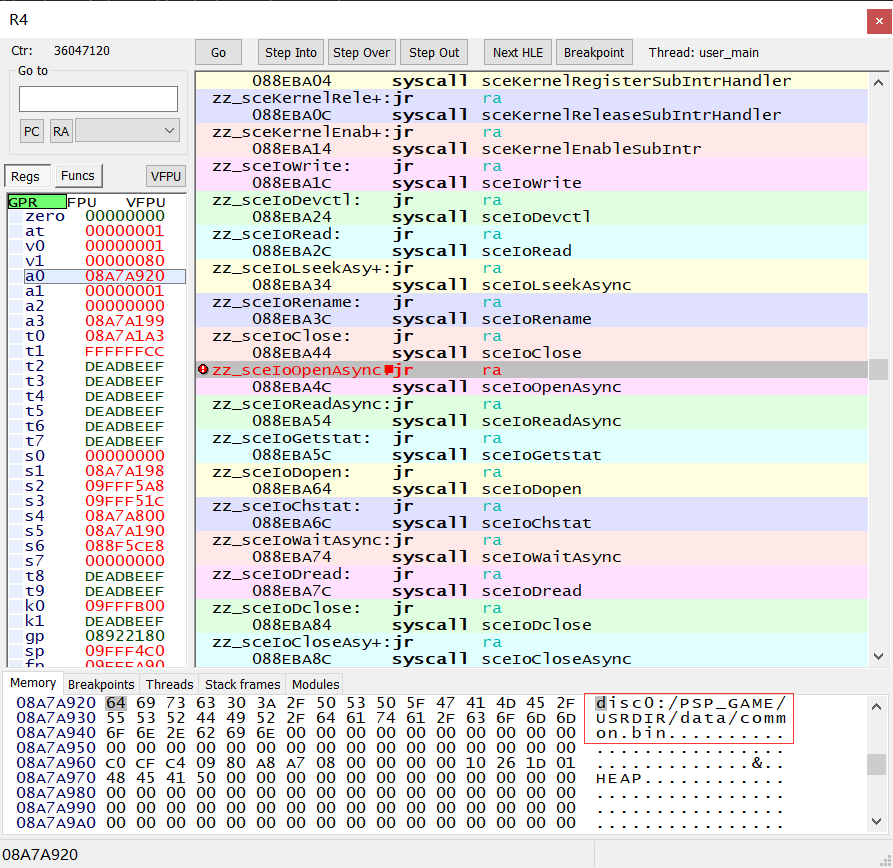 R4
Ctr: 36047120
Go to
PC RA
Regs Funcs VFPU
Go Step Into Step Over Step Out Next HLE Breakpoint Thread: user_main
GPR FPU VFPU
zero 00000000
at 00000001
v0 00000001
v1 00000080
a0 08A7A920
a1 00000001
a2 00000000
a3 08A7A199
t0 08A7A1A3
t1 FFFFFFCC
t2 DEADBEEF
t3 DEADBEEF
t4 DEADBEEF
t5 DEADBEEF
t6 DEADBEEF
t7 DEADBEEF
s0 00000000
s1 08A7A198
s2 09FFF5A8
s3 09FFF51C
s4 08A7A800
s5 08A7A190
s6 088F5CE8
s7 00000000
t8 DEADBEEF
t9 DEADBEEF
k0 09FFFB00
k1 DEADBEEF
gp 08922180
sp 09FFF4C0
fp 09FFFA90
088EBA04 syscall sceKernelRegisterSubIntrHandler
zz_sceKernelRele+:jr ra
088EBA0C syscall sceKernelReleaseSubIntrHandler
zz_sceKernelEnab+:jr ra
088EBA14 syscall sceKernelEnableSubIntr
zz_sceIoWrite: jr ra
088EBA1C syscall sceIoWrite
zz_sceIoDevctl: jr ra
088EBA24 syscall sceIoDevctl
zz_sceIoRead: jr ra
088EBA2C syscall sceIoRead
zz_sceIoLseekAsy+:jr ra
088EBA34 syscall sceIoLseekAsync
zz_sceIoRename: jr ra
088EBA3C syscall sceIoRename
zz_sceIoClose: jr ra
088EBA44 syscall sceIoClose
zz_sceIoOpenAsync jr ra
088EBA4C syscall sceIoOpenAsync
zz_sceIoReadAsync:jr ra
088EBA54 syscall sceIoReadAsync
zz_sceIoGetstat: jr ra
088EBA5C syscall sceIoGetstat
zz_sceIoDopen: jr ra
088EBA64 syscall sceIoDopen
zz_sceIoChstat: jr ra
088EBA6C syscall sceIoChstat
zz_sceIoWaitAsync:jr ra
088EBA74 syscall sceIoWaitAsync
zz_sceIoDread: jr ra
088EBA7C syscall sceIoDread
zz_sceIoDclose: jr ra
088EBA84 syscall sceIoDclose
zz_sceIoCloseAsy+:jr ra
088EBA8C syscall sceIoCloseAsync
Memory Breakpoints Threads Stack frames Modules
08A7A920 64 69 73 63 30 3A 2F 50 53 50 5F 47 41 4D 45 2F disc0:/PSP_GAME/
08A7A930 55 53 52 44 49 52 2F 64 61 74 61 2F 63 6F 6D 6D USRDIR/data/comm
08A7A940 6F 6E 2E 62 69 6E 00 00 00 00 00 00 00 00 00 00 on.bin..........
08A7A950 00 00 00 00 00 00 00 00 00 00 00 00 00 00 00 00 ................
08A7A960 C0 CF C4 09 80 A8 A7 08 00 00 00 00 10 26 1D 01 .............&..
08A7A970 48 45 41 50 00 00 00 00 00 00 00 00 00 00 00 00 HEAP............
08A7A980 00 00 00 00 00 00 00 00 00 00 00 00 00 00 00 00 ................
08A7A990 00 00 00 00 00 00 00 00 00 00 00 00 00 00 00 00 ................
08A7A9A0 00 00 00 00 00 00 00 00 00 00 00 00 00 00 00 00 ................
08A7A920